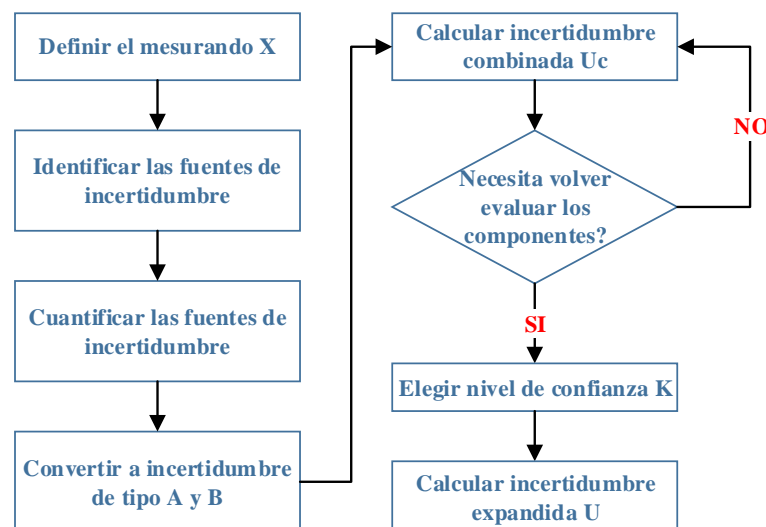 Definir el mesurando X
Identificar las fuentes de
incertidumbre
Cuantificar las fuentes de
incertidumbre
Convertir a incertidumbre
de tipo A y B
Calcular incertidumbre
combinada Uc
Necesita volver
evaluar los
componentes?
NO
SI
Elegir nivel de confianza K
Calcular incertidumbre
expandida U